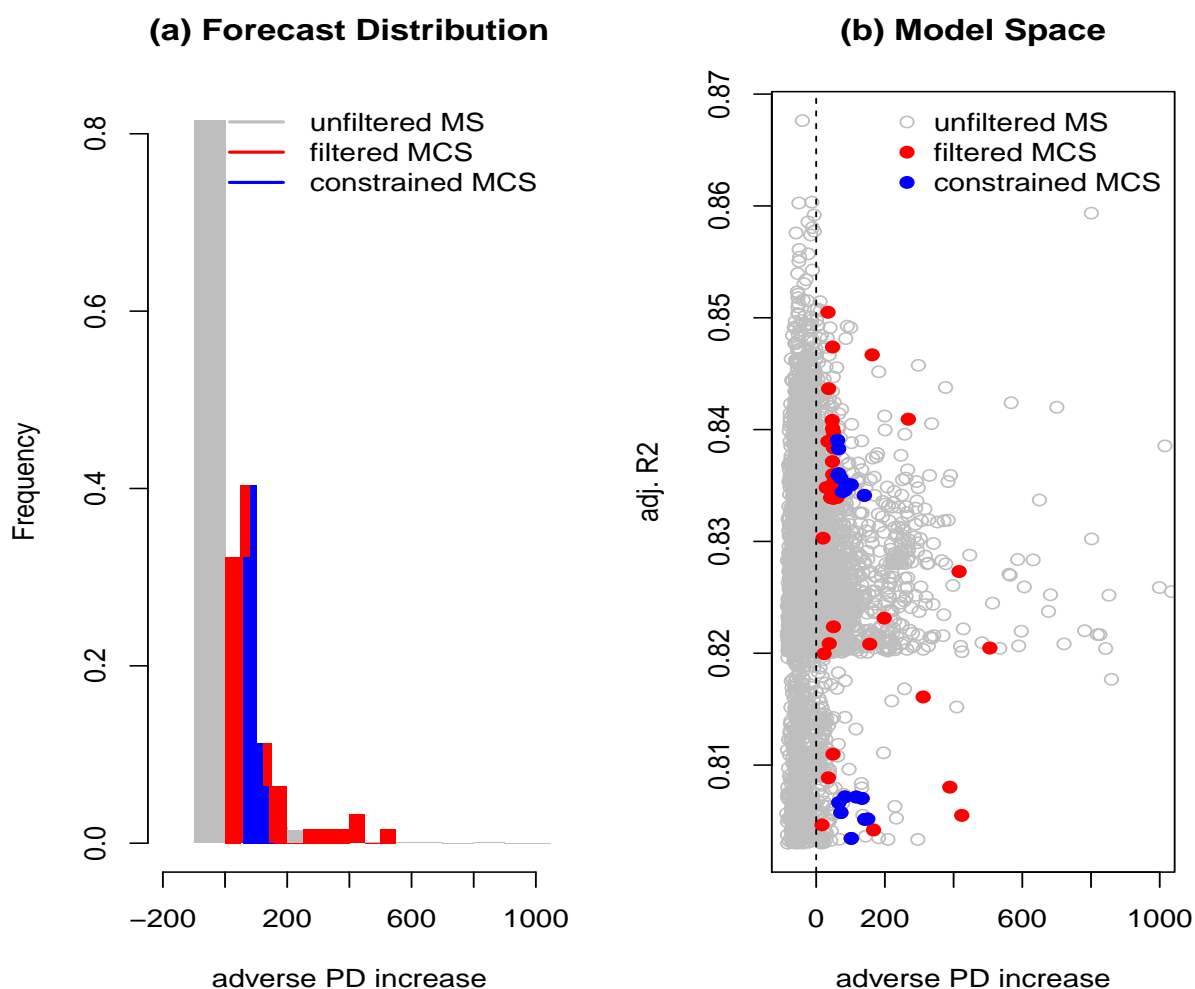 (a) Forecast Distribution
unfiltered MS
filtered MCS
constrained MCS
Frequency
0.8
0.6
0.4
0.2
0.0
−200
0
200
600
1000
adverse PD increase
(b) Model Space
unfiltered MS
filtered MCS
constrained MCS
adj. R2
0.87
0.86
0.85
0.84
0.83
0.82
0.81
0
200
600
1000
adverse PD increase